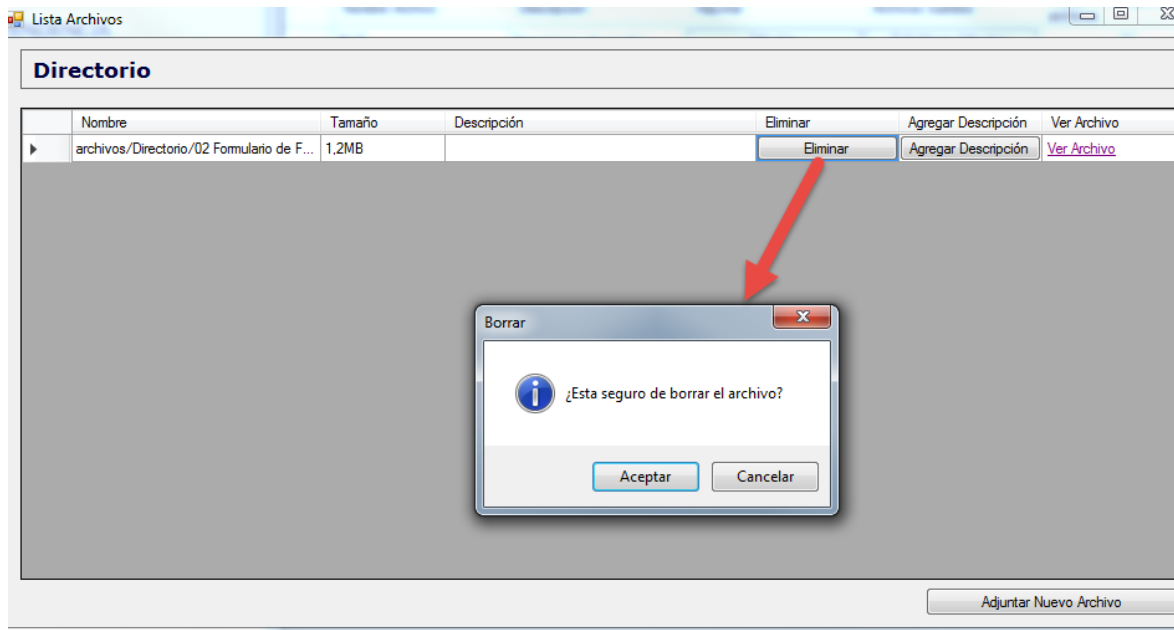 Lista Archivos
Directorio
Nombre Tamaño Descripción Eliminar Agregar Descripción Ver Archivo
archivos/Directorio/02 Formulario de F... 1,2MB Eliminar Agregar Descripción Ver Archivo
Borrar
¿Esta seguro de borrar el archivo?
Aceptar Cancelar
Adjuntar Nuevo Archivo